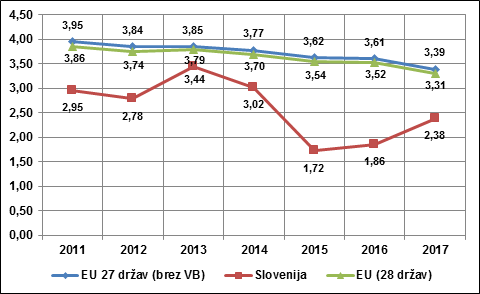 4,50
4,00
3,50
3,00
2,50
2,00
1,50
1,00
0,50
0,00
3,95 3,84 3,85 3,77 3,62 3,61 3,39
3,86 3,74 3,79 3,70 3,54 3,52 3,31
2,95 2,78 3,44 3,02 1,72 1,86 2,38
2011 2012 2013 2014 2015 2016 2017
EU 27 držav (brez VB) Slovenija EU (28 držav)